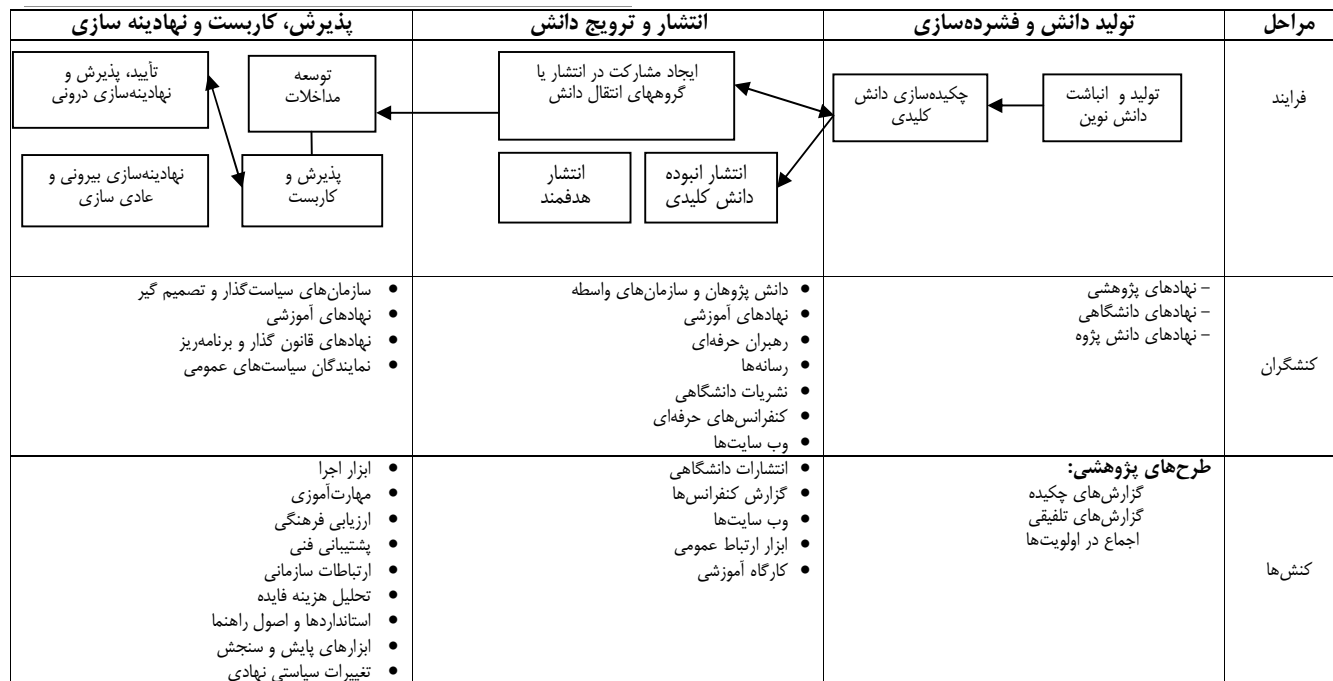 مراحل
تولید دانش و فشرده‌سازی
انتشار و ترویج دانش
پذیرش، کاربست و نهادینه سازی
فرایند
تولید و انباشت
دانش نوین
چکیده‌سازی دانش
کلیدی
ایجاد مشارکت در انتشار یا
گروههای انتقال دانش
انتشار انبوده
دانش کلیدی
انتشار
هدفمند
توسعه
مداخلات
پذیرش و
کاربست
تأیید، پذیرش و
نهادینه‌سازی درونی
نهادینه‌سازی بیرونی و
عادی سازی
کنشگران
– نهادهای پژوهشی
– نهادهای دانشگاهی
– نهادهای دانش پژوه
• دانش پژوهان و سازمان‌های واسطه
• نهادهای آموزشی
• رهبران حرفه‌ای
• رسانه‌ها
• نشریات دانشگاهی
• کنفرانس‌های حرفه‌ای
• وب سایت‌ها
• سازمان‌های سیاست‌گذار و تصمیم گیر
• نهادهای آموزشی
• نهادهای قانون گذار و برنامه‌ریز
• نمایندگان سیاست‌های عمومی
کنش‌ها
طرح‌های پژوهشی:
گزارش‌های چکیده
گزارش‌های تلفیقی
اجماع در اولویت‌ها
• انتشارات دانشگاهی
• گزارش کنفرانس‌ها
• وب سایت‌ها
• ابزار ارتباط عمومی
• کارگاه آموزشی
• ابزار اجرا
• مهارت‌آموزی
• ارزیابی فرهنگی
• پشتیبانی فنی
• ارتباطات سازمانی
• تحلیل هزینه فایده
• استانداردها و اصول راهنما
• ابزارهای پایش و سنجش
• تغییرات سیاستی نهادی